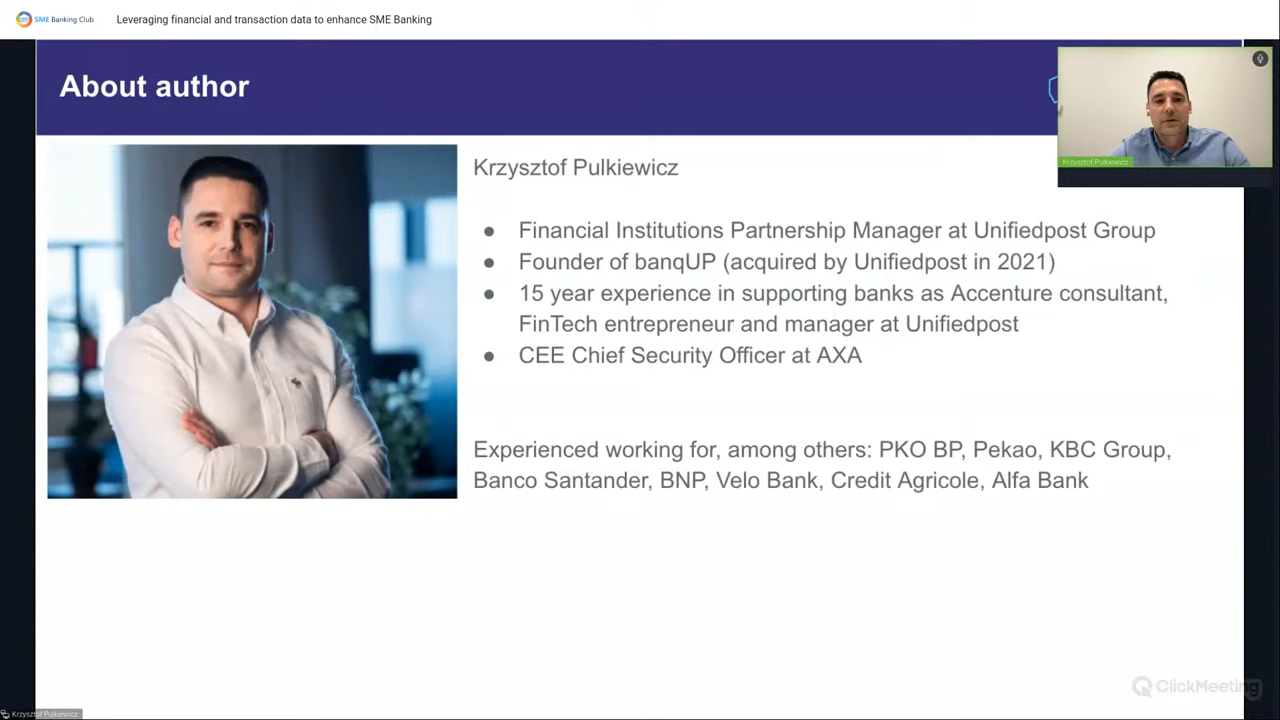 SME Banking Club
Leveraging financial and transaction data to enhance SME Banking
About author
Krzysztof Pulkiewicz
Krzysztof Pulkiewicz
● Financial Institutions Partnership Manager at Unifiedpost Group
● Founder of banqUP (acquired by Unifiedpost in 2021)
● 15 year experience in supporting banks as Accenture consultant,
FinTech entrepreneur and manager at Unifiedpost
● CEE Chief Security Officer at AXA
Experienced working for, among others: PKO BP, Pekao, KBC Group,
Banco Santander, BNP, Velo Bank, Credit Agricole, Alfa Bank
ClickMeeting
Krzysztof Pulkiewicz